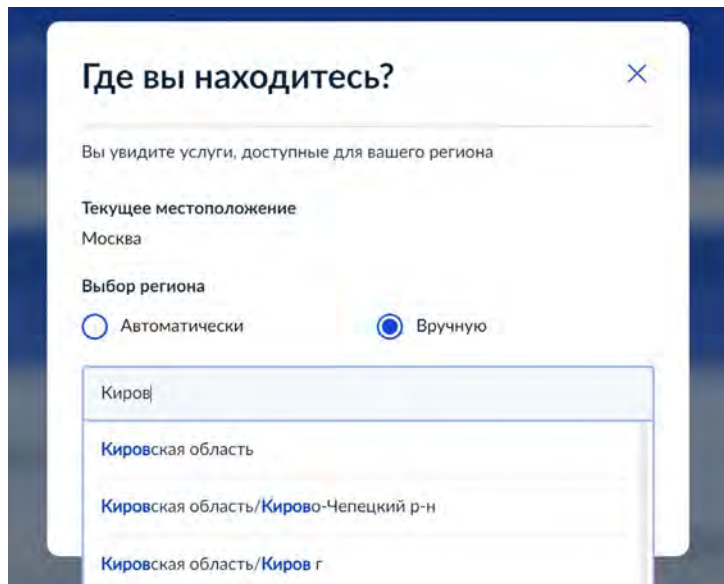 Где вы находитесь?
Вы увидите услуги, доступные для вашего региона
Текущее местоположение
Москва
Выбор региона
Автоматически Вручную
Киров
Кировская область
Кировская область/Кирово-Чепецкий р-н
Кировская область/Киров г